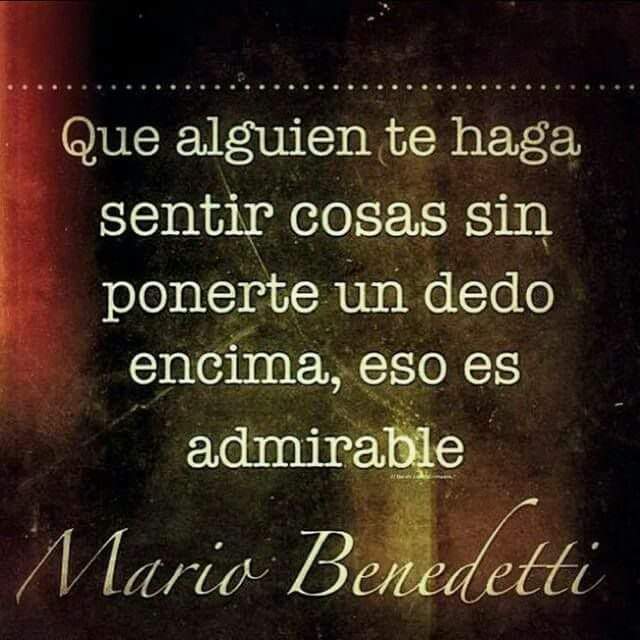 Que alguien te haga
sentir cosas sin
ponerte un dedo
encima, eso es
admirable
Mario Benedetti